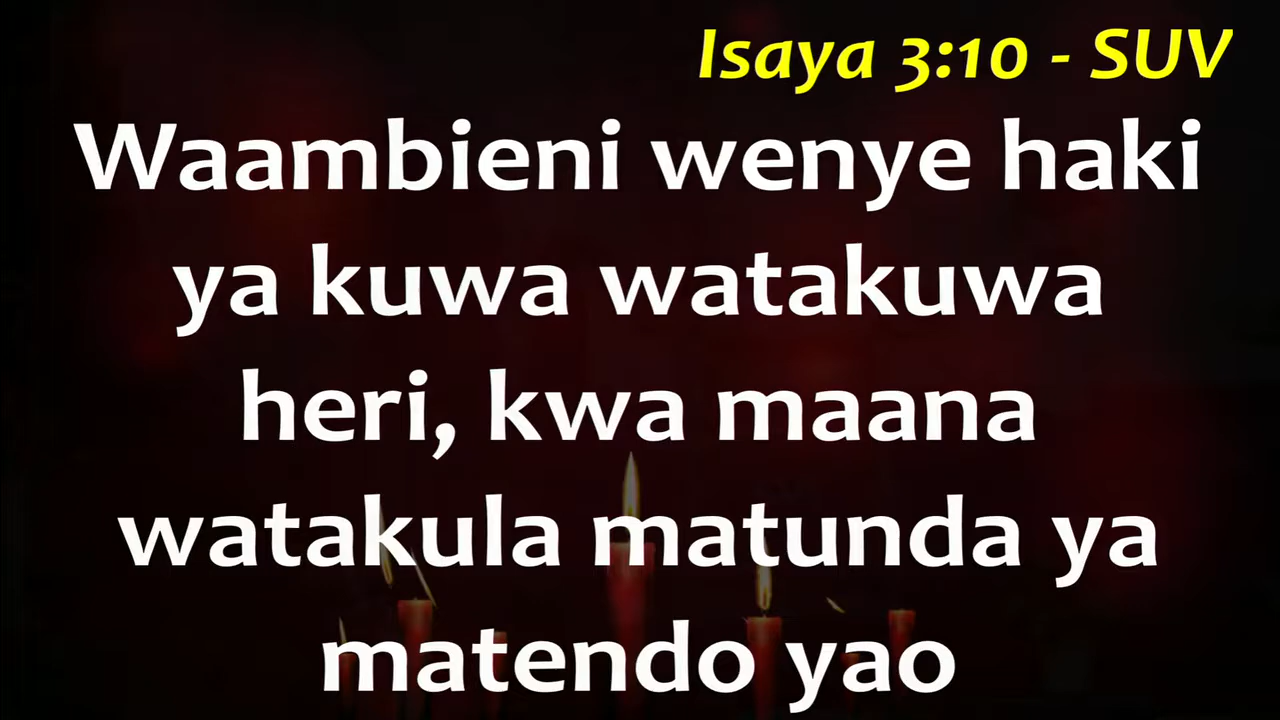 Isaya 3:10 - SUV
Waambieni wenye haki
ya kuwa watakuwa
heri, kwa maana
watakula matunda ya
matendo yao